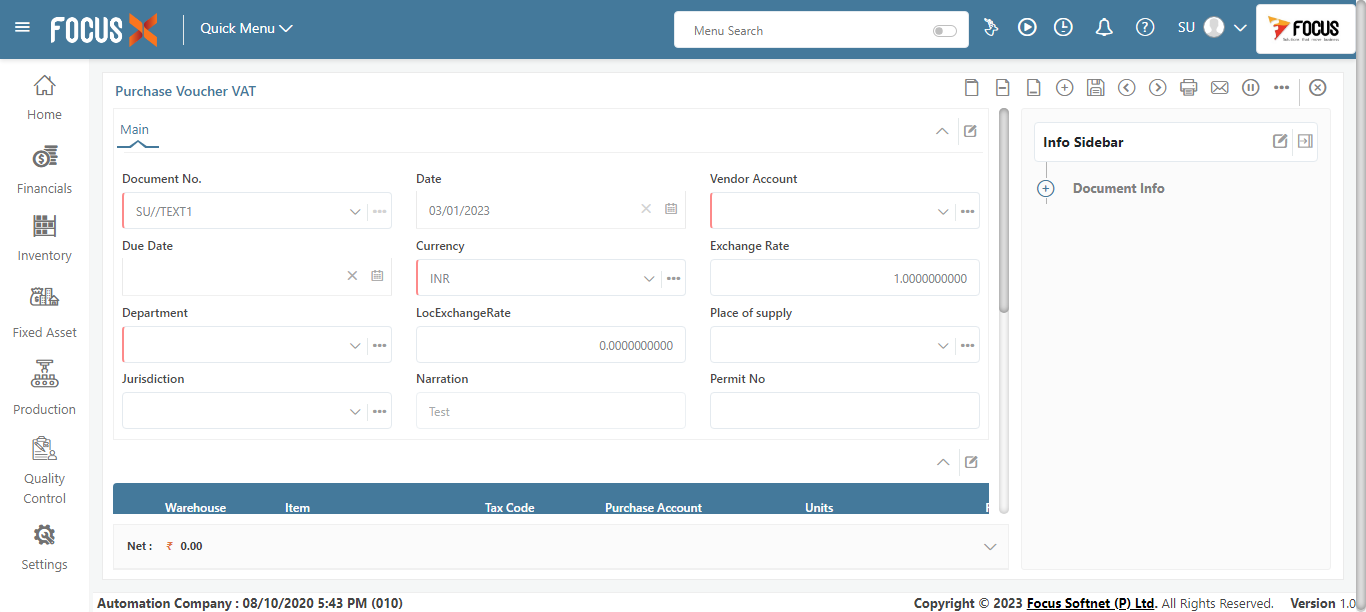 FOCUS X
Quick Menu
Menu Search
SU
FOCUS
Home
Financials
Inventory
Fixed Asset
Production
Quality
Control
Settings
Purchase Voucher VAT
Main
Document No.
Date
Vendor Account
SU//TEXT1
03/01/2023
Due Date
Currency
Exchange Rate
INR
1.0000000000
Department
LocExchangeRate
Place of supply
0.0000000000
Jurisdiction
Narration
Permit No
Test
Warehouse
Item
Tax Code
Purchase Account
Units
Net : ₹ 0.00
Info Sidebar
Document Info
Automation Company : 08/10/2020 5:43 PM (010)
Copyright © 2023 Focus Softnet (P) Ltd. All Rights Reserved. Version 1.0